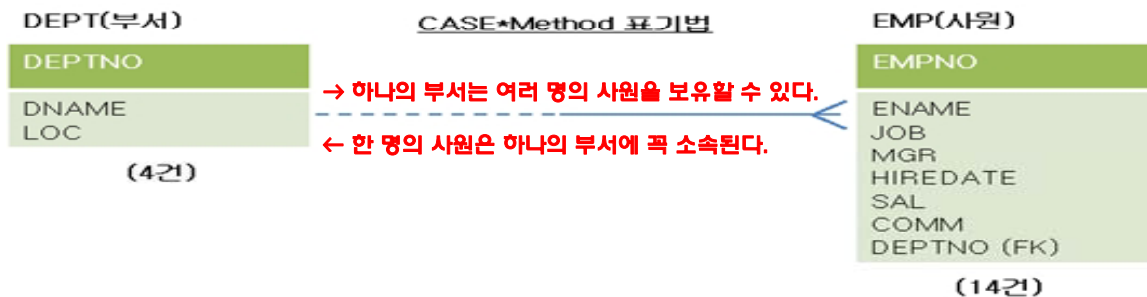 DEPT(부서)
CASE*Method 표기법
EMP(사원)
DEPTNO
EMPNO
→ 하나의 부서는 여러 명의 사원을 보유할 수 있다.
DNAME
LOC
← 한 명의 사원은 하나의 부서에 꼭 소속된다.
(4건)
ENAME
JOB
MGR
HIREDATE
SAL
COMM
DEPTNO (FK)
(14건)